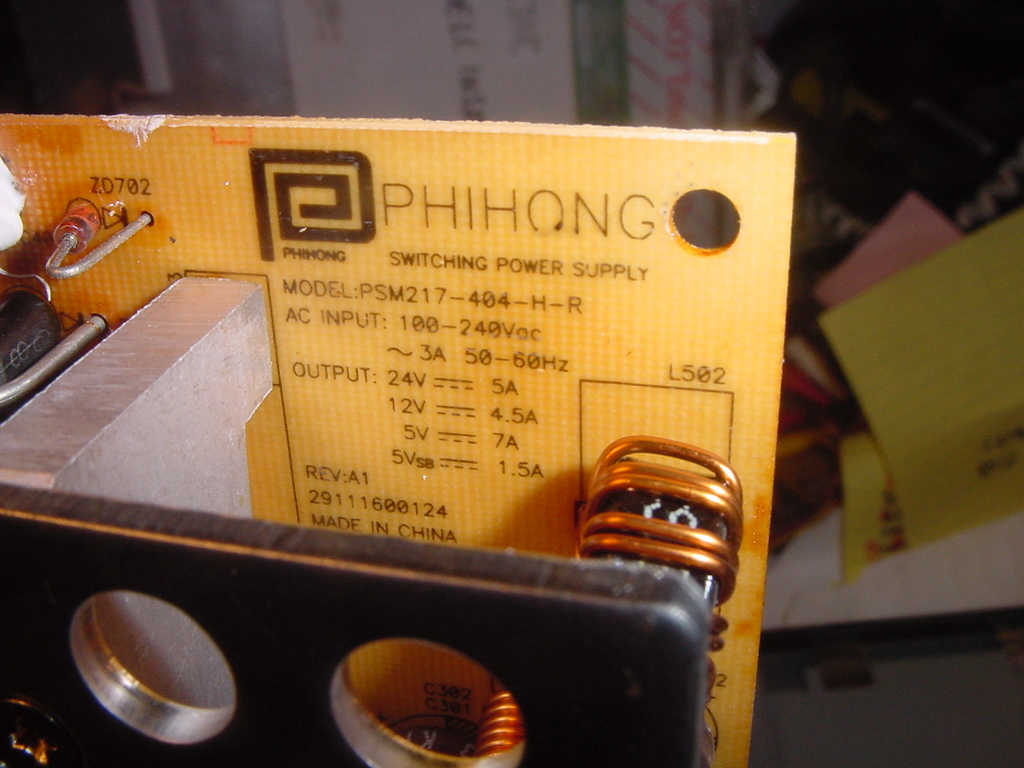 ZD702
PHIHONG
PHIHONG
SWITCHING POWER SUPPLY
MODEL:PSM217-404-H-R
AC INPUT: 100-240Vac
~3A 50-60Hz
OUTPUT: 24V ⎓ 5A
12V ⎓ 4.5A
5V ⎓ 7A
5VSB ⎓ 1.5A
REV:A1
29111600124
MADE IN CHINA
L502
C302
C301
NOT